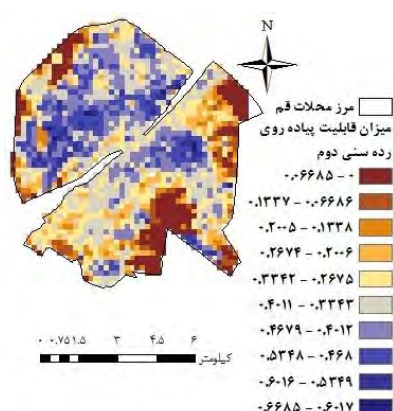 N
مرز محلات قم
میزان قابلیت پیاده روی
رده سنی دوم
۰.۰۶۶۸۵ – ۰
۰.۱۳۳۷ – ۰.۰۶۶۸۶
۰.۲۰۰۵ – ۰.۱۳۳۸
۰.۲۶۷۴ – ۰.۲۰۰۶
۰.۳۳۴۲ – ۰.۲۶۷۵
۰.۴۰۱۱ – ۰.۳۳۴۳
۰.۴۶۷۹ – ۰.۴۰۱۲
۰.۵۳۴۸ – ۰.۴۶۸
۰.۶۰۱۶ – ۰.۵۳۴۹
۰.۶۶۸۵ – ۰.۶۰۱۷
۰ ۰.۷۵ ۱.۵ ۳ ۴.۵ ۶
کیلومتر